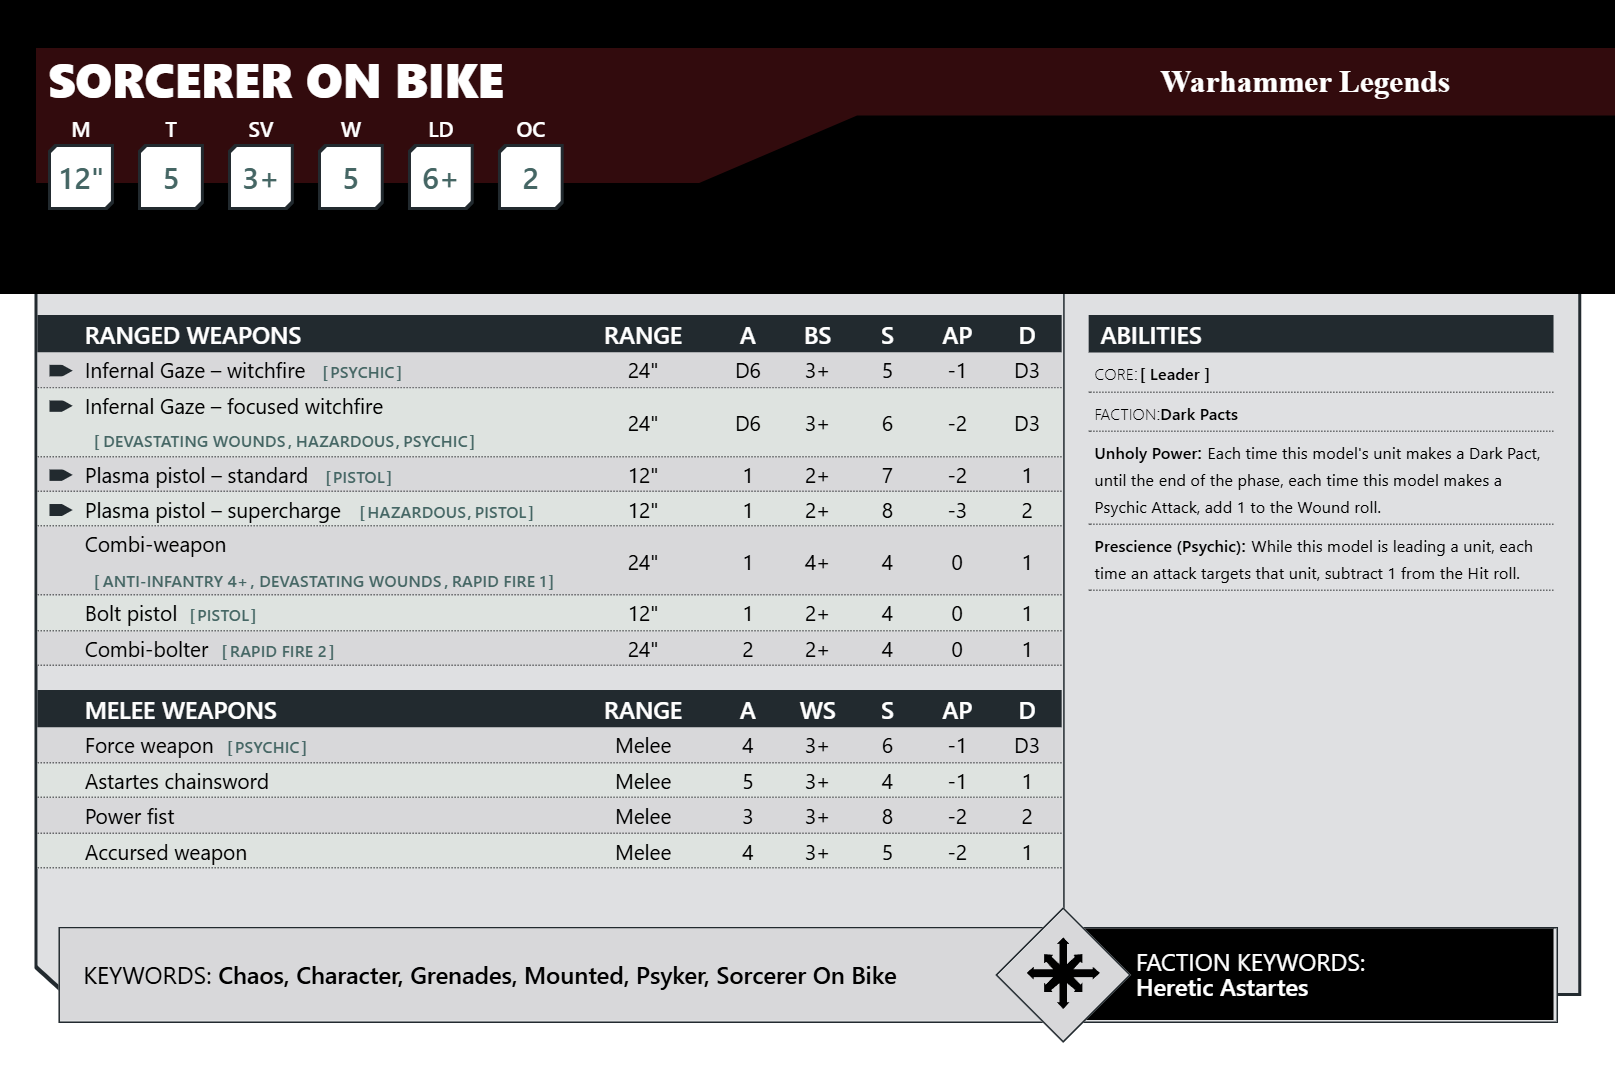 SORCERER ON BIKE
Warhammer Legends
M T SV W LD OC
12" 5 3+ 5 6+ 2
RANGED WEAPONS RANGE A BS S AP D
Infernal Gaze – witchfire [PSYCHIC] 24" D6 3+ 5 -1 D3
Infernal Gaze – focused witchfire
[DEVASTATING WOUNDS, HAZARDOUS, PSYCHIC] 24" D6 3+ 6 -2 D3
Plasma pistol – standard [PISTOL] 12" 1 2+ 7 -2 1
Plasma pistol – supercharge [HAZARDOUS, PISTOL] 12" 1 2+ 8 -3 2
Combi-weapon
[ANTI-INFANTRY 4+, DEVASTATING WOUNDS, RAPID FIRE 1] 24" 1 4+ 4 0 1
Bolt pistol [PISTOL] 12" 1 2+ 4 0 1
Combi-bolter [RAPID FIRE 2] 24" 2 2+ 4 0 1
MELEE WEAPONS RANGE A WS S AP D
Force weapon [PSYCHIC] Melee 4 3+ 6 -1 D3
Astartes chainsword Melee 5 3+ 4 -1 1
Power fist Melee 3 3+ 8 -2 2
Accursed weapon Melee 4 3+ 5 -2 1
ABILITIES
CORE: [ Leader ]
FACTION: Dark Pacts
Unholy Power: Each time this model's unit makes a Dark Pact,
until the end of the phase, each time this model makes a
Psychic Attack, add 1 to the Wound roll.
Prescience (Psychic): While this model is leading a unit, each
time an attack targets that unit, subtract 1 from the Hit roll.
KEYWORDS: Chaos, Character, Grenades, Mounted, Psyker, Sorcerer On Bike
FACTION KEYWORDS:
Heretic Astartes